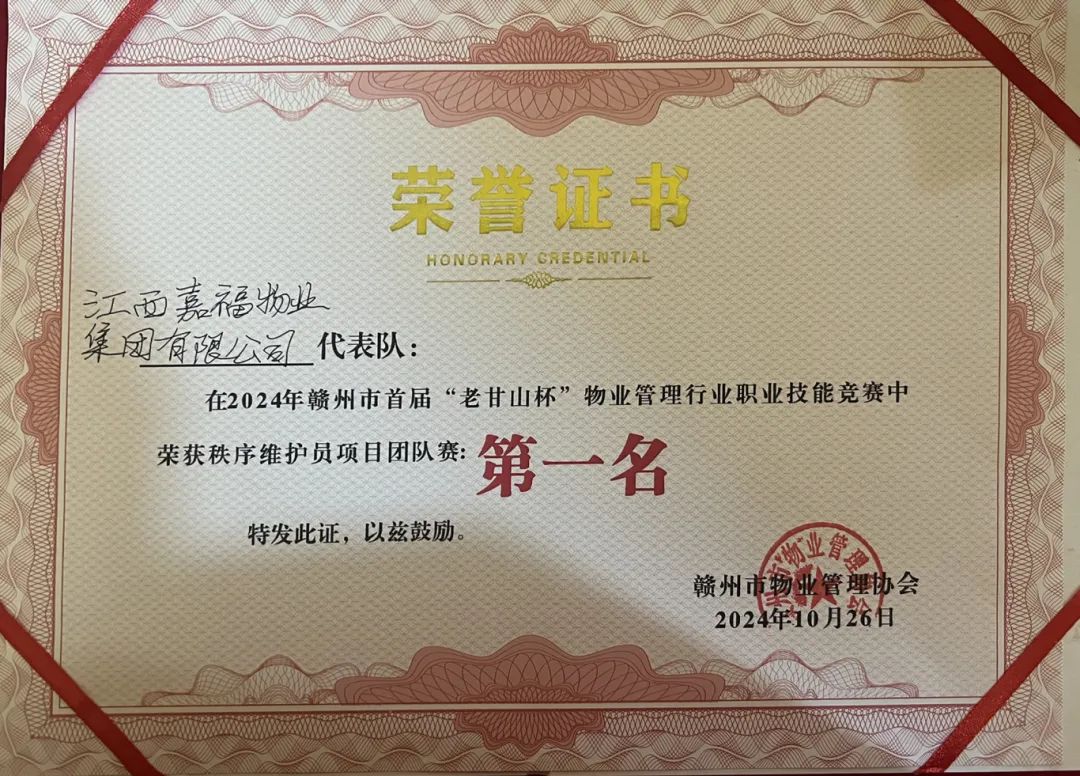 荣誉证书
HONORARY CREDENTIAL
江西嘉福物业
集团有限公司 代表队：
在2024年赣州市首届“老甘山杯”物业管理行业职业技能竞赛中
荣获秩序维护员项目团队赛：第一名
特发此证，以兹鼓励。
赣州市物业管理协会
2024年10月26日